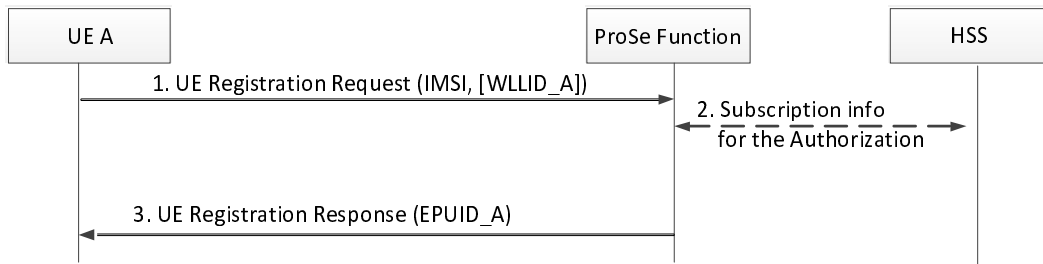 UE A
ProSe Function
HSS
1. UE Registration Request (IMSI, [WLLID_A])
2. Subscription info
for the Authorization
3. UE Registration Response (EPUID_A)